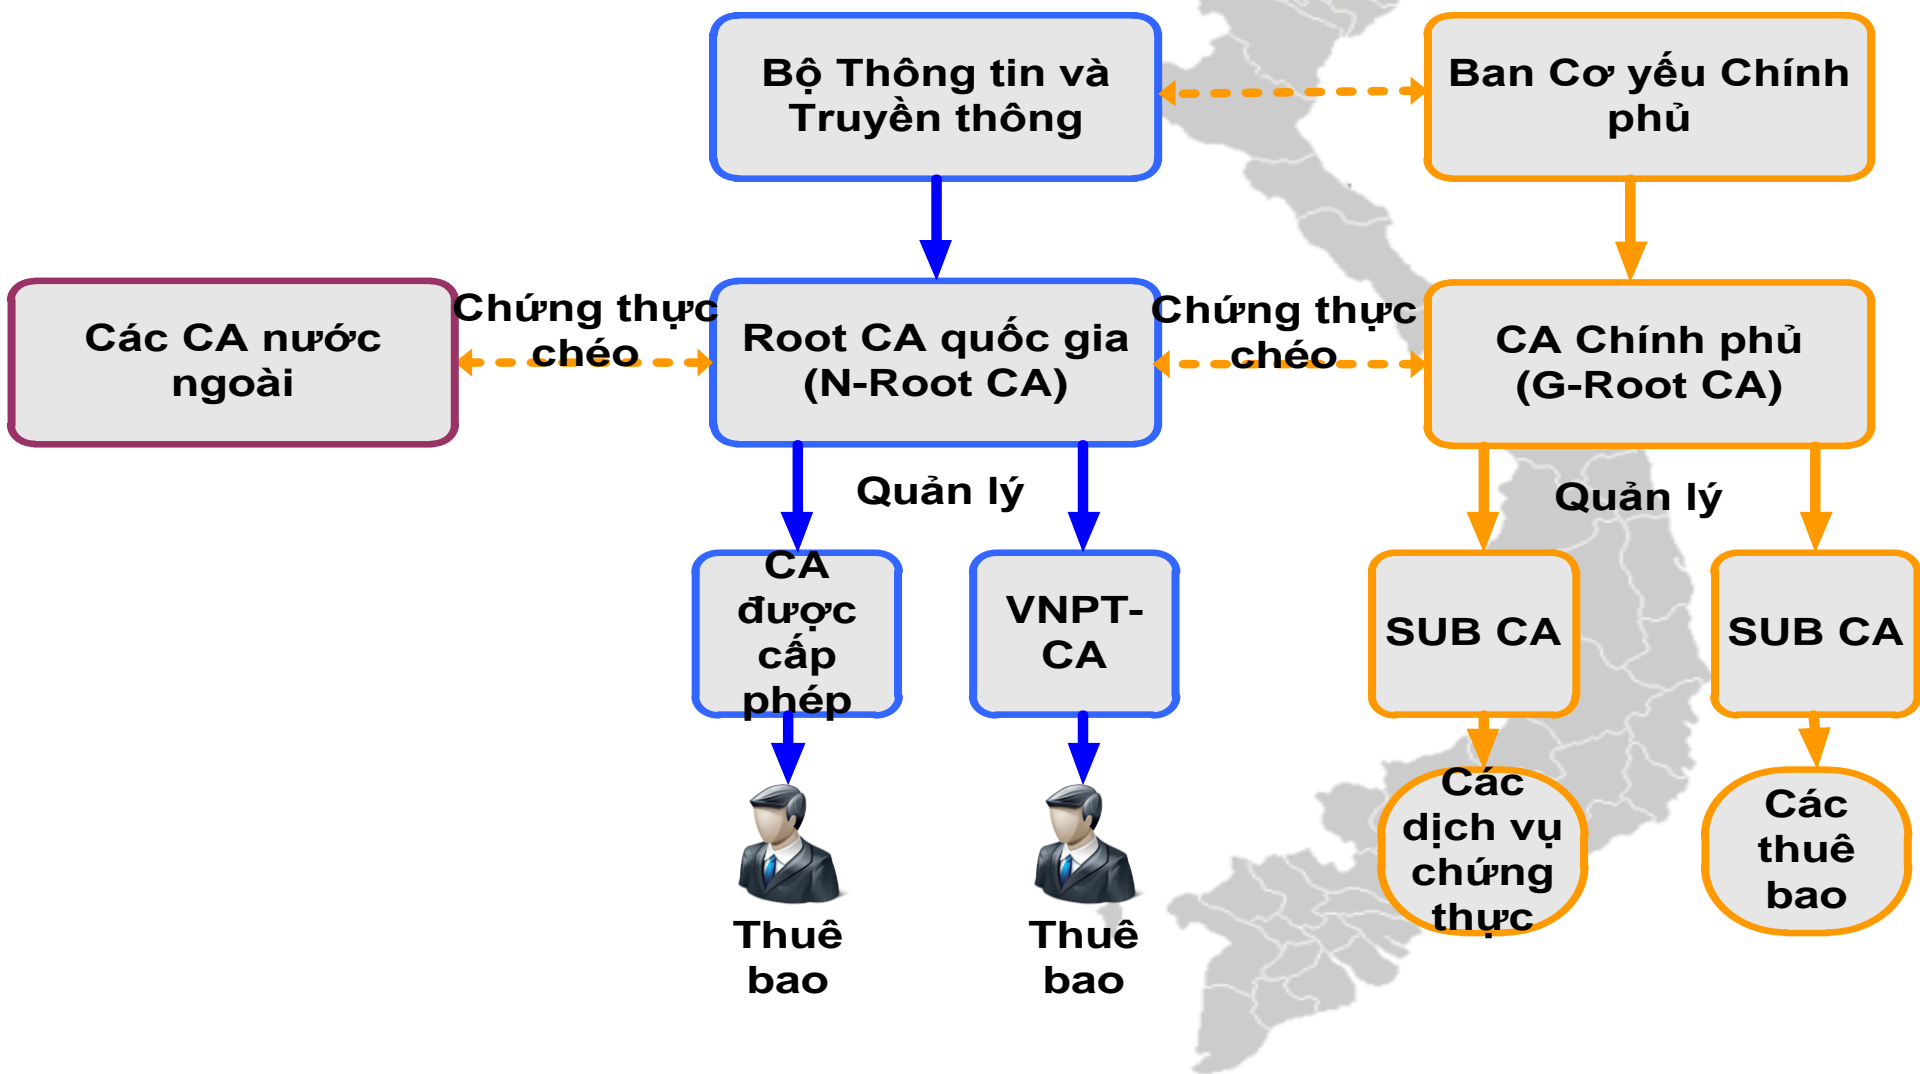 Bộ Thông tin và
Truyền thông
Ban Cơ yếu Chính
phủ
Các CA nước
ngoài
Chứng thực
chéo
Root CA quốc gia
(N-Root CA)
Chứng thực
chéo
CA Chính phủ
(G-Root CA)
Quản lý
Quản lý
CA
được
cấp
phép
VNPT-
CA
SUB CA
SUB CA
Thuê
bao
Thuê
bao
Các
dịch vụ
chứng
thực
Các
thuê
bao